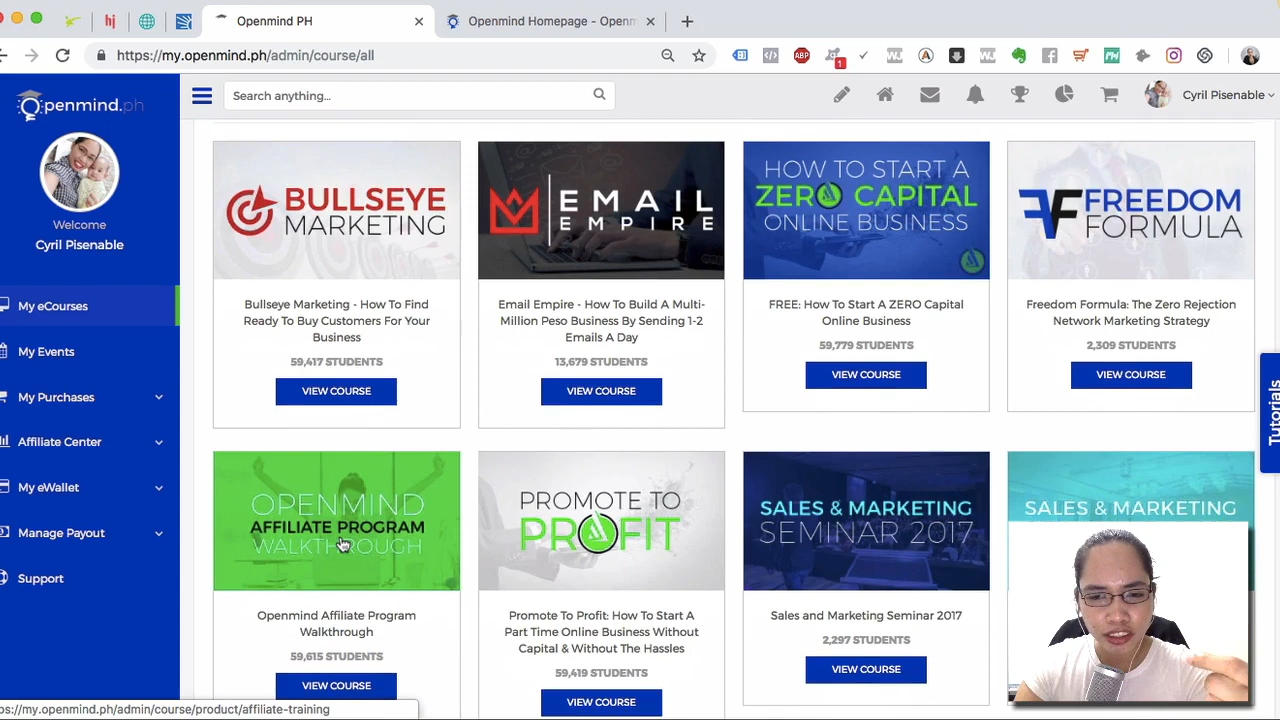 Openmind PH
Openmind Homepage - Openm
https://my.openmind.ph/admin/course/all
ABP
1
Openmind.ph
Search anything...
Cyril Pisenable
Welcome
Cyril Pisenable
My eCourses
My Events
My Purchases
Affiliate Center
My eWallet
Manage Payout
Support
BULLSEYE
MARKETING
Bullseye Marketing - How To Find
Ready To Buy Customers For Your
Business
59,417 STUDENTS
VIEW COURSE
EMAIL
EMPIRE
Email Empire - How To Build A Multi-
Million Peso Business By Sending 1-2
Emails A Day
13,679 STUDENTS
VIEW COURSE
HOW TO START A
ZERO CAPITAL
ONLINE BUSINESS
FREE: How To Start A ZERO Capital
Online Business
59,779 STUDENTS
VIEW COURSE
FREEDOM
FORMULA
Freedom Formula: The Zero Rejection
Network Marketing Strategy
2,309 STUDENTS
VIEW COURSE
Tutorials
OPENMIND
AFFILIATE PROGRAM
WALKTHROUGH
Openmind Affiliate Program
Walkthrough
59,615 STUDENTS
VIEW COURSE
PROMOTE TO
PROFIT
Promote To Profit: How To Start A
Part Time Online Business Without
Capital & Without The Hassles
59,419 STUDENTS
VIEW COURSE
SALES & MARKETING
SEMINAR 2017
Sales and Marketing Seminar 2017
2,297 STUDENTS
VIEW COURSE
SALES & MARKETING
ps://my.openmind.ph/admin/course/product/affiliate-training